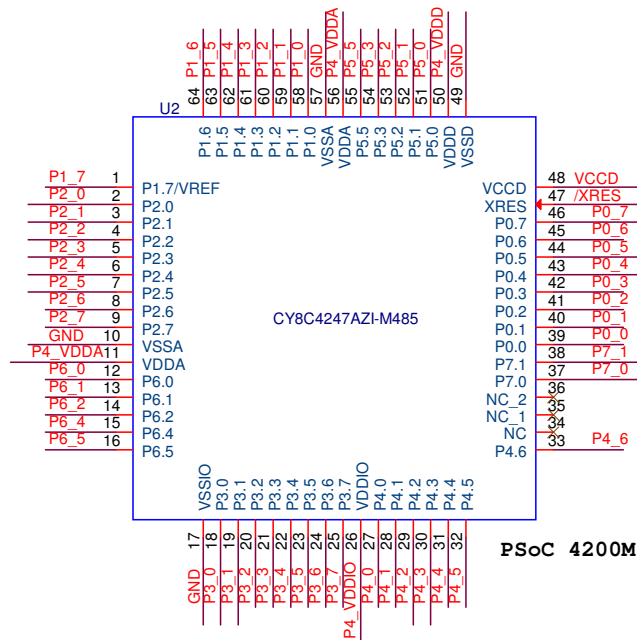 P1_6 P1_5 P1_4 P1_3 P1_2 P1_1 P1_0 GND P4_VDDA P5_5 P5_3 P5_2 P5_1 P5_0 P4_VDDD GND
64 63 62 61 60 59 58 57 56 55 54 53 52 51 50 49
U2
P1.6 P1.5 P1.4 P1.3 P1.2 P1.1 P1.0 VSSA VDDA P5.5 P5.3 P5.2 P5.1 P5.0 VDDD VSSD
P1_7 1 P1.7/VREF
P2_0 2 P2.0
P2_1 3 P2.1
P2_2 4 P2.2
P2_3 5 P2.3
P2_4 6 P2.4
P2_5 7 P2.5
P2_6 8 P2.6
P2_7 9 P2.7
GND 10 VSSA
P4_VDDA 11 VDDA
P6_0 12 P6.0
P6_1 13 P6.1
P6_2 14 P6.2
P6_4 15 P6.4
P6_5 16 P6.5
CY8C4247AZI-M485
VCCD 48 VCCD
XRES 47 /XRES
P0.7 46 P0_7
P0.6 45 P0_6
P0.5 44 P0_5
P0.4 43 P0_4
P0.3 42 P0_3
P0.2 41 P0_2
P0.1 40 P0_1
P0.0 39 P0_0
P7.1 38 P7_1
P7.0 37 P7_0
NC_2 36
NC_1 35
NC 34
P4.6 33 P4_6
VSSIO P3.0 P3.1 P3.2 P3.3 P3.4 P3.5 P3.6 P3.7 VDDIO P4.0 P4.1 P4.2 P4.3 P4.4 P4.5
17 18 19 20 21 22 23 24 25 26 27 28 29 30 31 32
GND P3_0 P3_1 P3_2 P3_3 P3_4 P3_5 P3_6 P3_7 P4_VDDIO P4_0 P4_1 P4_2 P4_3 P4_4 P4_5
PSoC 4200M